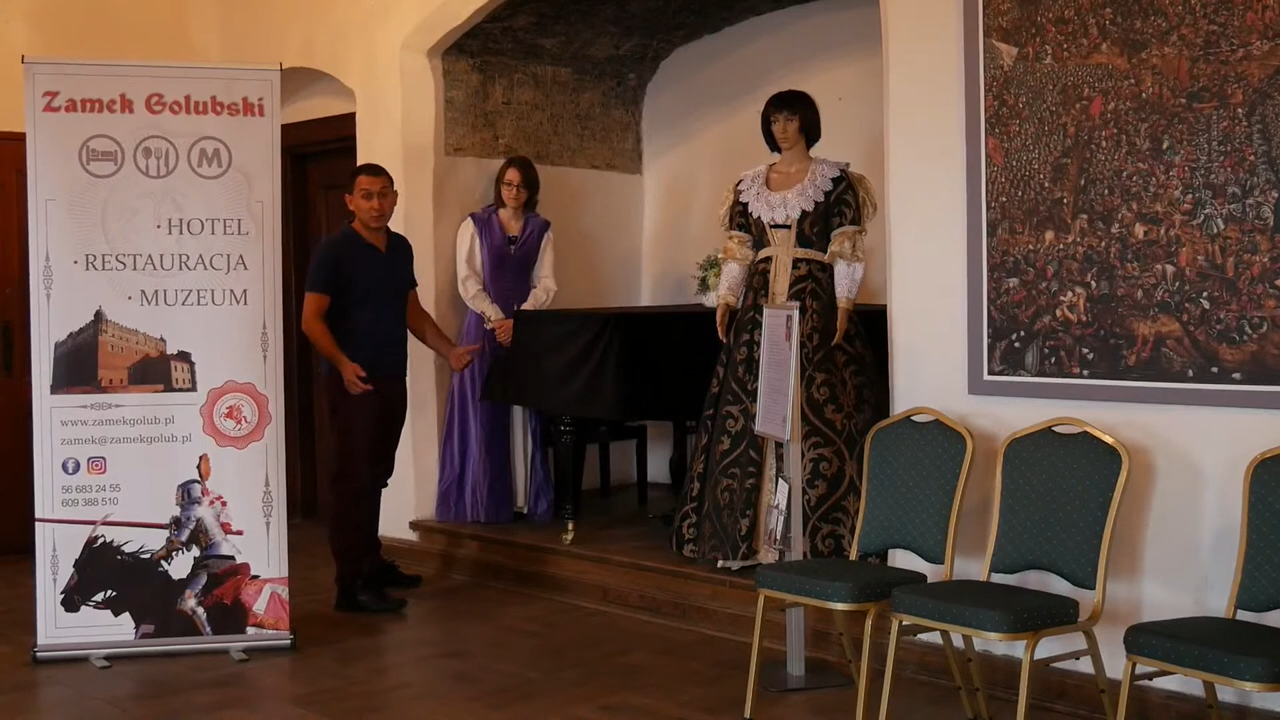 Zamek Golubski
M
· HOTEL
· RESTAURACJA
· MUZEUM
www.zamekgolub.pl
zamek@zamekgolub.pl
f
56 683 24 55
609 388 510